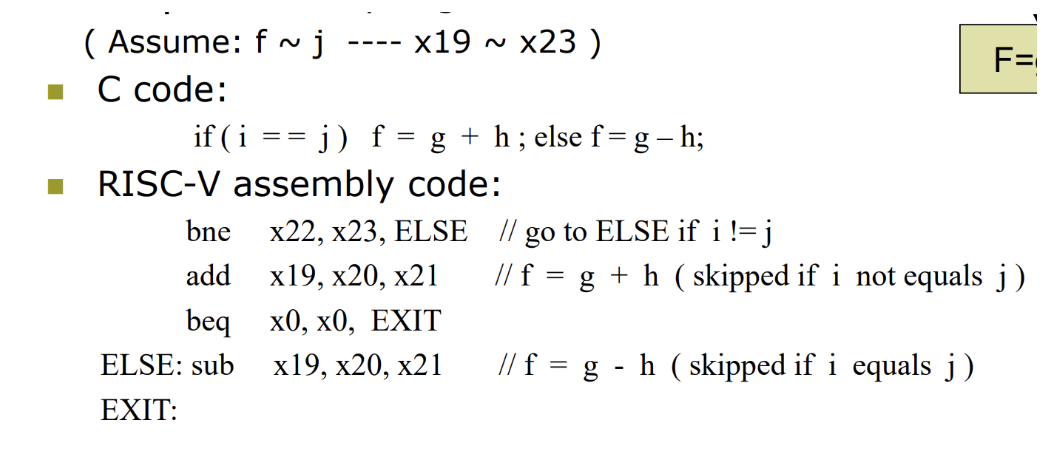 ( Assume: f ~ j ---- x19 ~ x23 )
F=
C code:
if ( i == j ) f = g + h ; else f = g – h;
RISC-V assembly code:
bne x22, x23, ELSE // go to ELSE if i != j
add x19, x20, x21 // f = g + h ( skipped if i not equals j )
beq x0, x0, EXIT
ELSE: sub x19, x20, x21 // f = g - h ( skipped if i equals j )
EXIT: